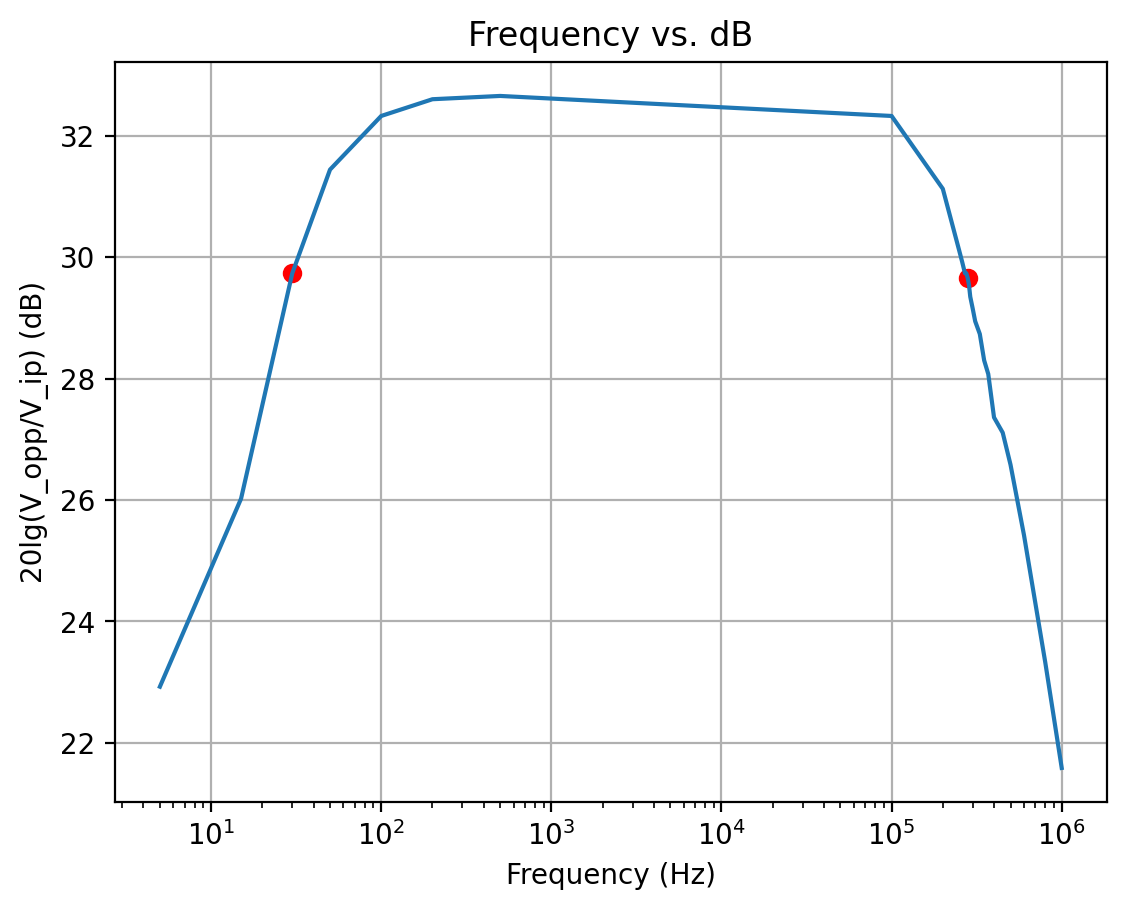 Frequency vs. dB
20lg(V_opp/V_ip) (dB)
32
30
28
26
24
22
10¹ 10² 10³ 10⁴ 10⁵ 10⁶
Frequency (Hz)